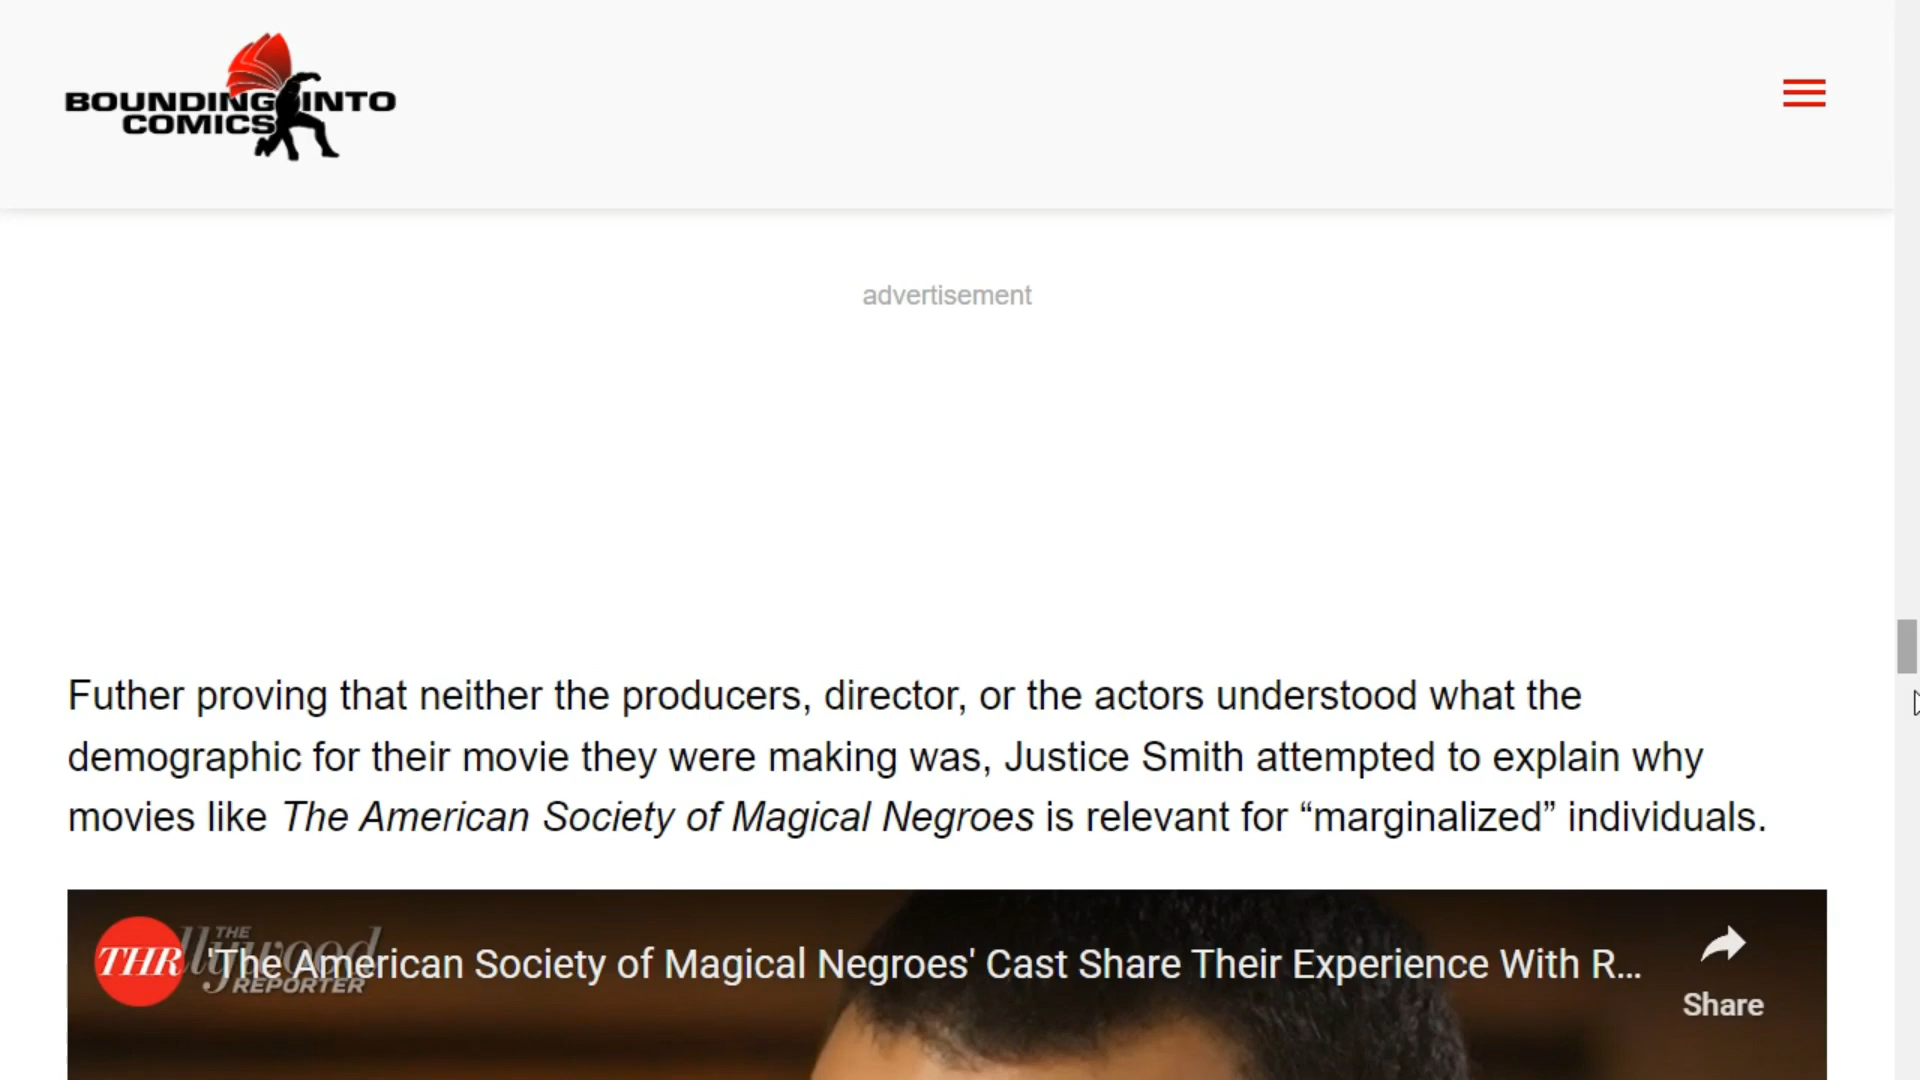 BOUNDING INTO
COMICS
advertisement
Futher proving that neither the producers, director, or the actors understood what the
demographic for their movie they were making was, Justice Smith attempted to explain why
movies like The American Society of Magical Negroes is relevant for “marginalized” individuals.
THE
THR
'The American Society of Magical Negroes' Cast Share Their Experience With R...
REPORTER
Share